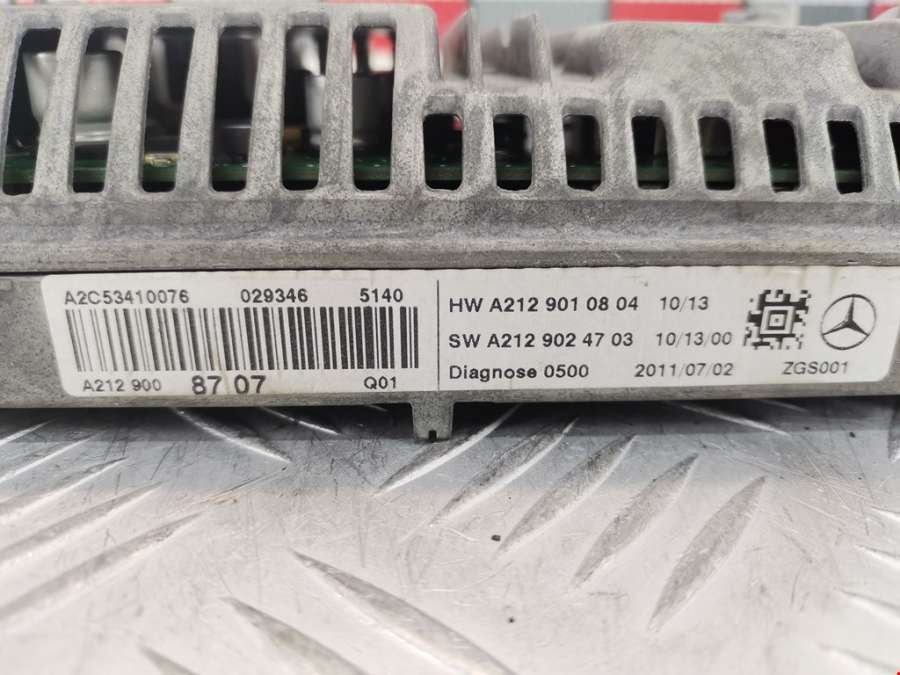 A2C53410076 029346 5140
A212 900 87 07 Q01
HW A212 901 08 04 10/13
SW A212 902 47 03 10/13/00
Diagnose 0500 2011/07/02 ZGS001